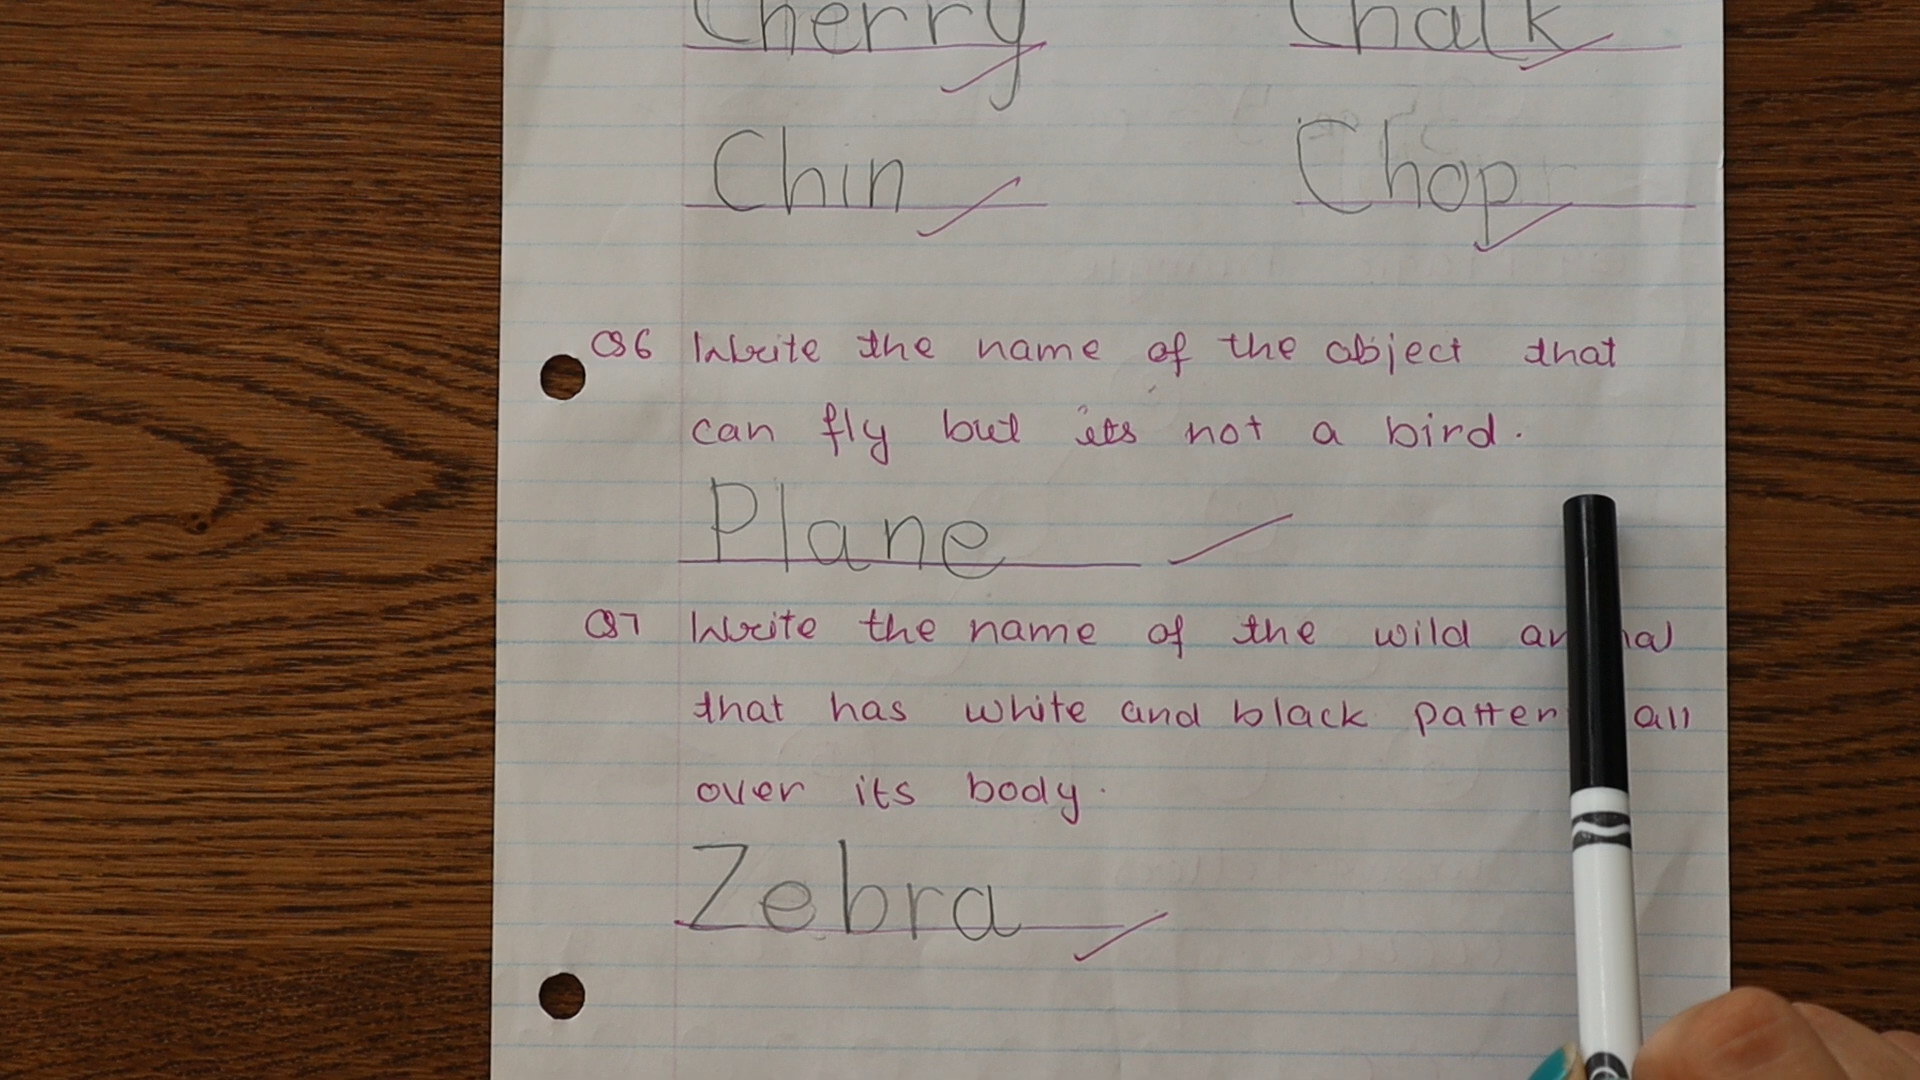 Cherry Chalk
Chin Chop
Q6 Write the name of the object that
can fly but its not a bird.
Plane
Q7 Write the name of the wild
that has white and black all
over its body.
Zebra